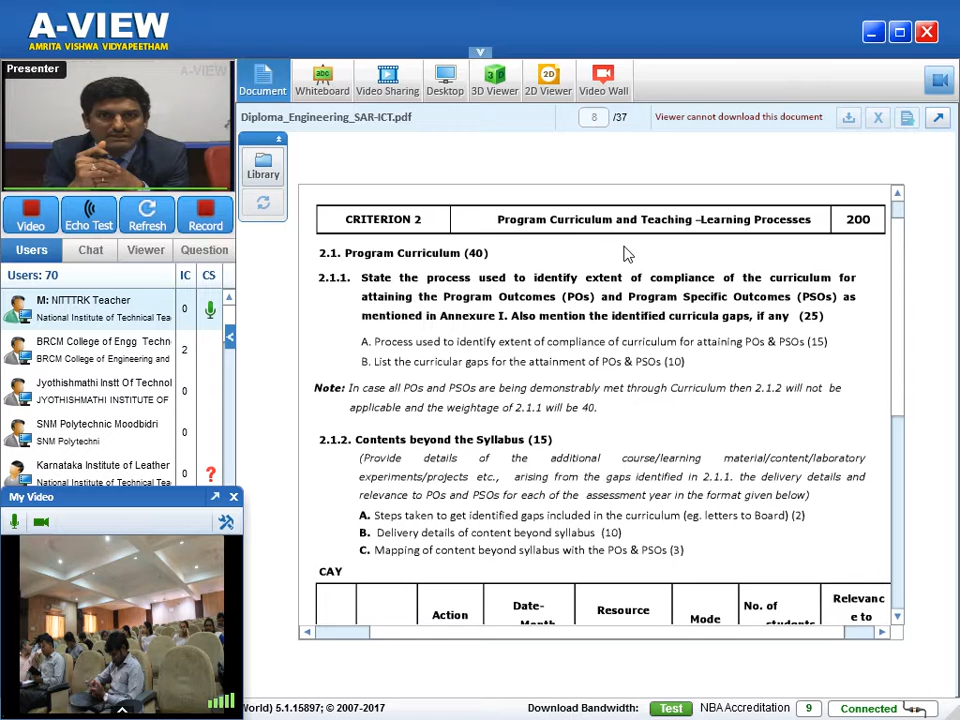 A-VIEW
AMRITA VISHWA VIDYAPEETHAM
Presenter
A-VIEW
Document
Whiteboard
Video Sharing
Desktop
3D Viewer
2D Viewer
Video Wall
Diploma_Engineering_SAR-ICT.pdf
8 /37
Viewer cannot download this document
Library
Video
Echo Test
Refresh
Record
Users
Chat
Viewer
Question
Users: 70
IC
CS
M: NITTTRK Teacher
National Institute of Technical Tea
0
BRCM College of Engg Techn
BRCM College of Engineering and
2
Jyothishmathi Instt Of Technol
JYOTHISHMATHI INSTITUTE OF
0
SNM Polytechnic Moodbidri
SNM Polytechni
0
Karnataka Institute of Leather
National Institute of Technical Tea
0
?
My Video
CRITERION 2
Program Curriculum and Teaching –Learning Processes
200
2.1. Program Curriculum (40)
2.1.1. State the process used to identify extent of compliance of the curriculum for
attaining the Program Outcomes (POs) and Program Specific Outcomes (PSOs) as
mentioned in Annexure I. Also mention the identified curricula gaps, if any (25)
A. Process used to identify extent of compliance of curriculum for attaining POs & PSOs (15)
B. List the curricular gaps for the attainment of POs & PSOs (10)
Note: In case all POs and PSOs are being demonstrably met through Curriculum then 2.1.2 will not be
applicable and the weightage of 2.1.1 will be 40.
2.1.2. Contents beyond the Syllabus (15)
(Provide details of the additional course/learning material/content/laboratory
experiments/projects etc., arising from the gaps identified in 2.1.1. the delivery details and
relevance to POs and PSOs for each of the assessment year in the format given below)
A. Steps taken to get identified gaps included in the curriculum (eg. letters to Board) (2)
B. Delivery details of content beyond syllabus (10)
C. Mapping of content beyond syllabus with the POs & PSOs (3)
CAY
Action
Date-
Month
Resource
Mode
No. of
students
Relevanc
e to
World) 5.1.15897; © 2007-2017
Download Bandwidth:
Test
NBA Accreditation
9
Connected